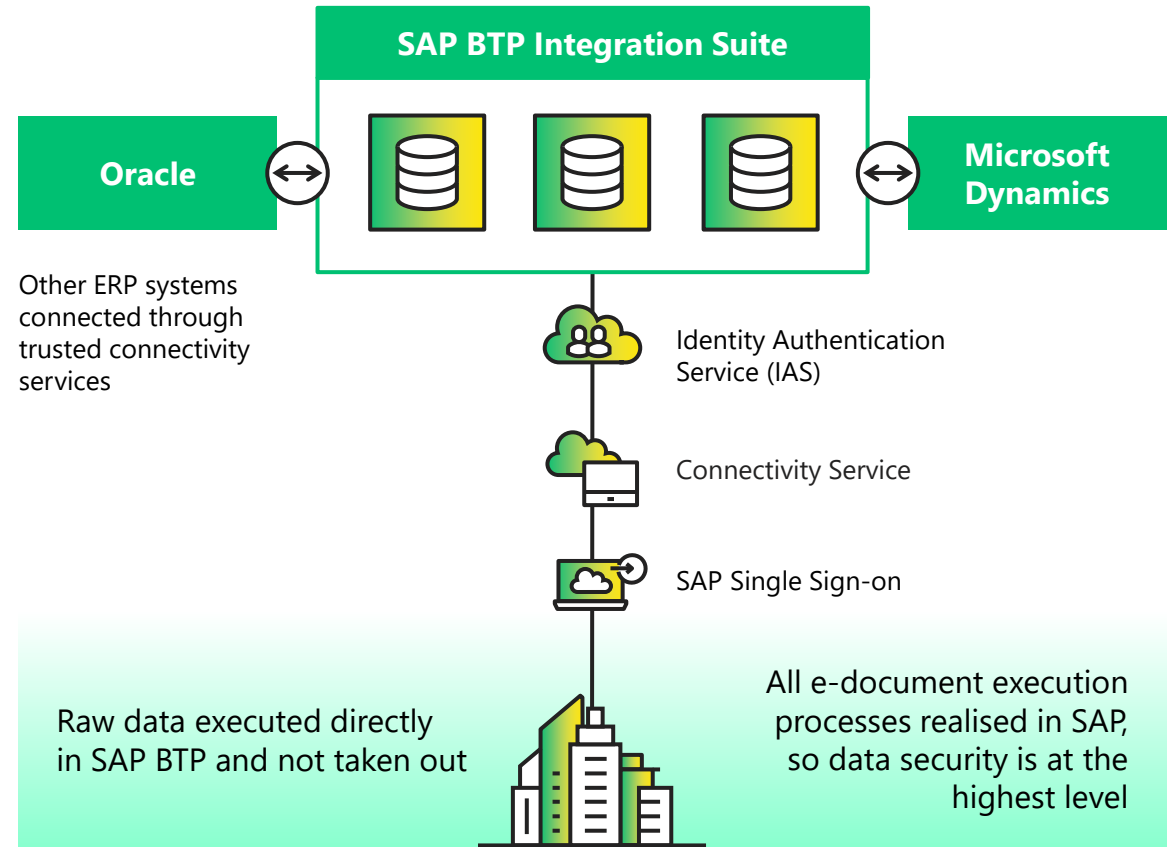 SAP BTP Integration Suite
Oracle
Microsoft
Dynamics
Other ERP systems
connected through
trusted connectivity
services
Identity Authentication
Service (IAS)
Connectivity Service
SAP Single Sign-on
Raw data executed directly
in SAP BTP and not taken out
All e-document execution
processes realised in SAP,
so data security is at the
highest level